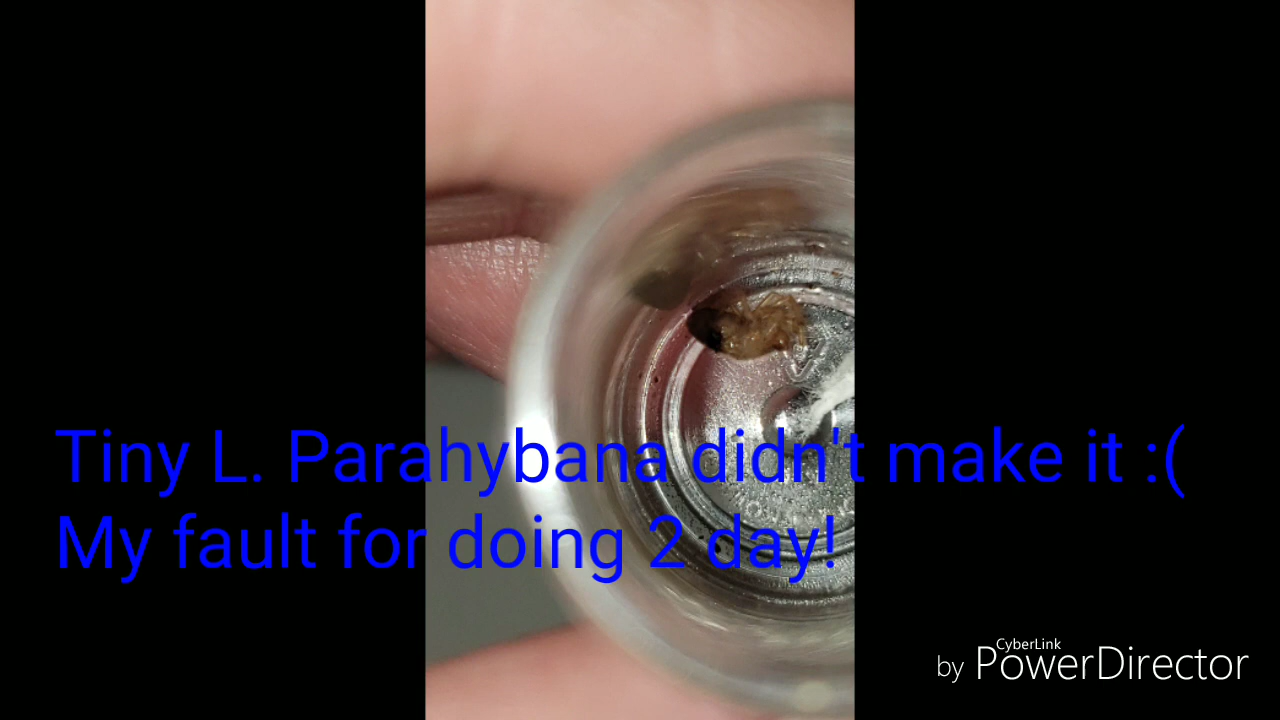 Tiny L. Parahybana didn't make it :(
My fault for doing 2 day!
CyberLink
by PowerDirector